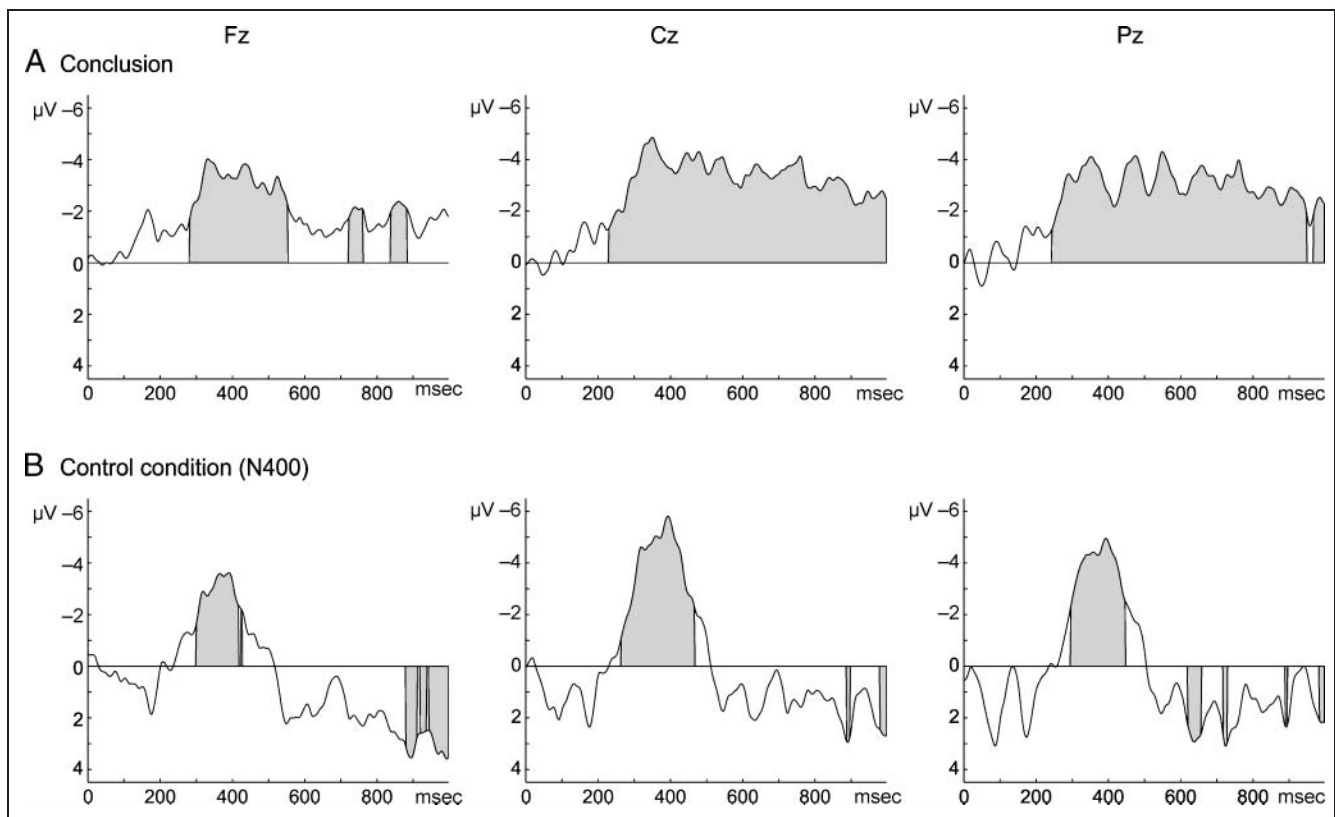 Fz Cz Pz
A Conclusion
µV –6 µV –6 µV –6
–4 –4 –4
–2 –2 –2
0 0 0
2 2 2
4 4 4
0 200 400 600 800 msec 0 200 400 600 800 msec 0 200 400 600 800 msec
B Control condition (N400)
µV –6 µV –6 µV –6
–4 –4 –4
–2 –2 –2
0 0 0
2 2 2
4 4 4
0 200 400 600 800 msec 0 200 400 600 800 msec 0 200 400 600 800 msec